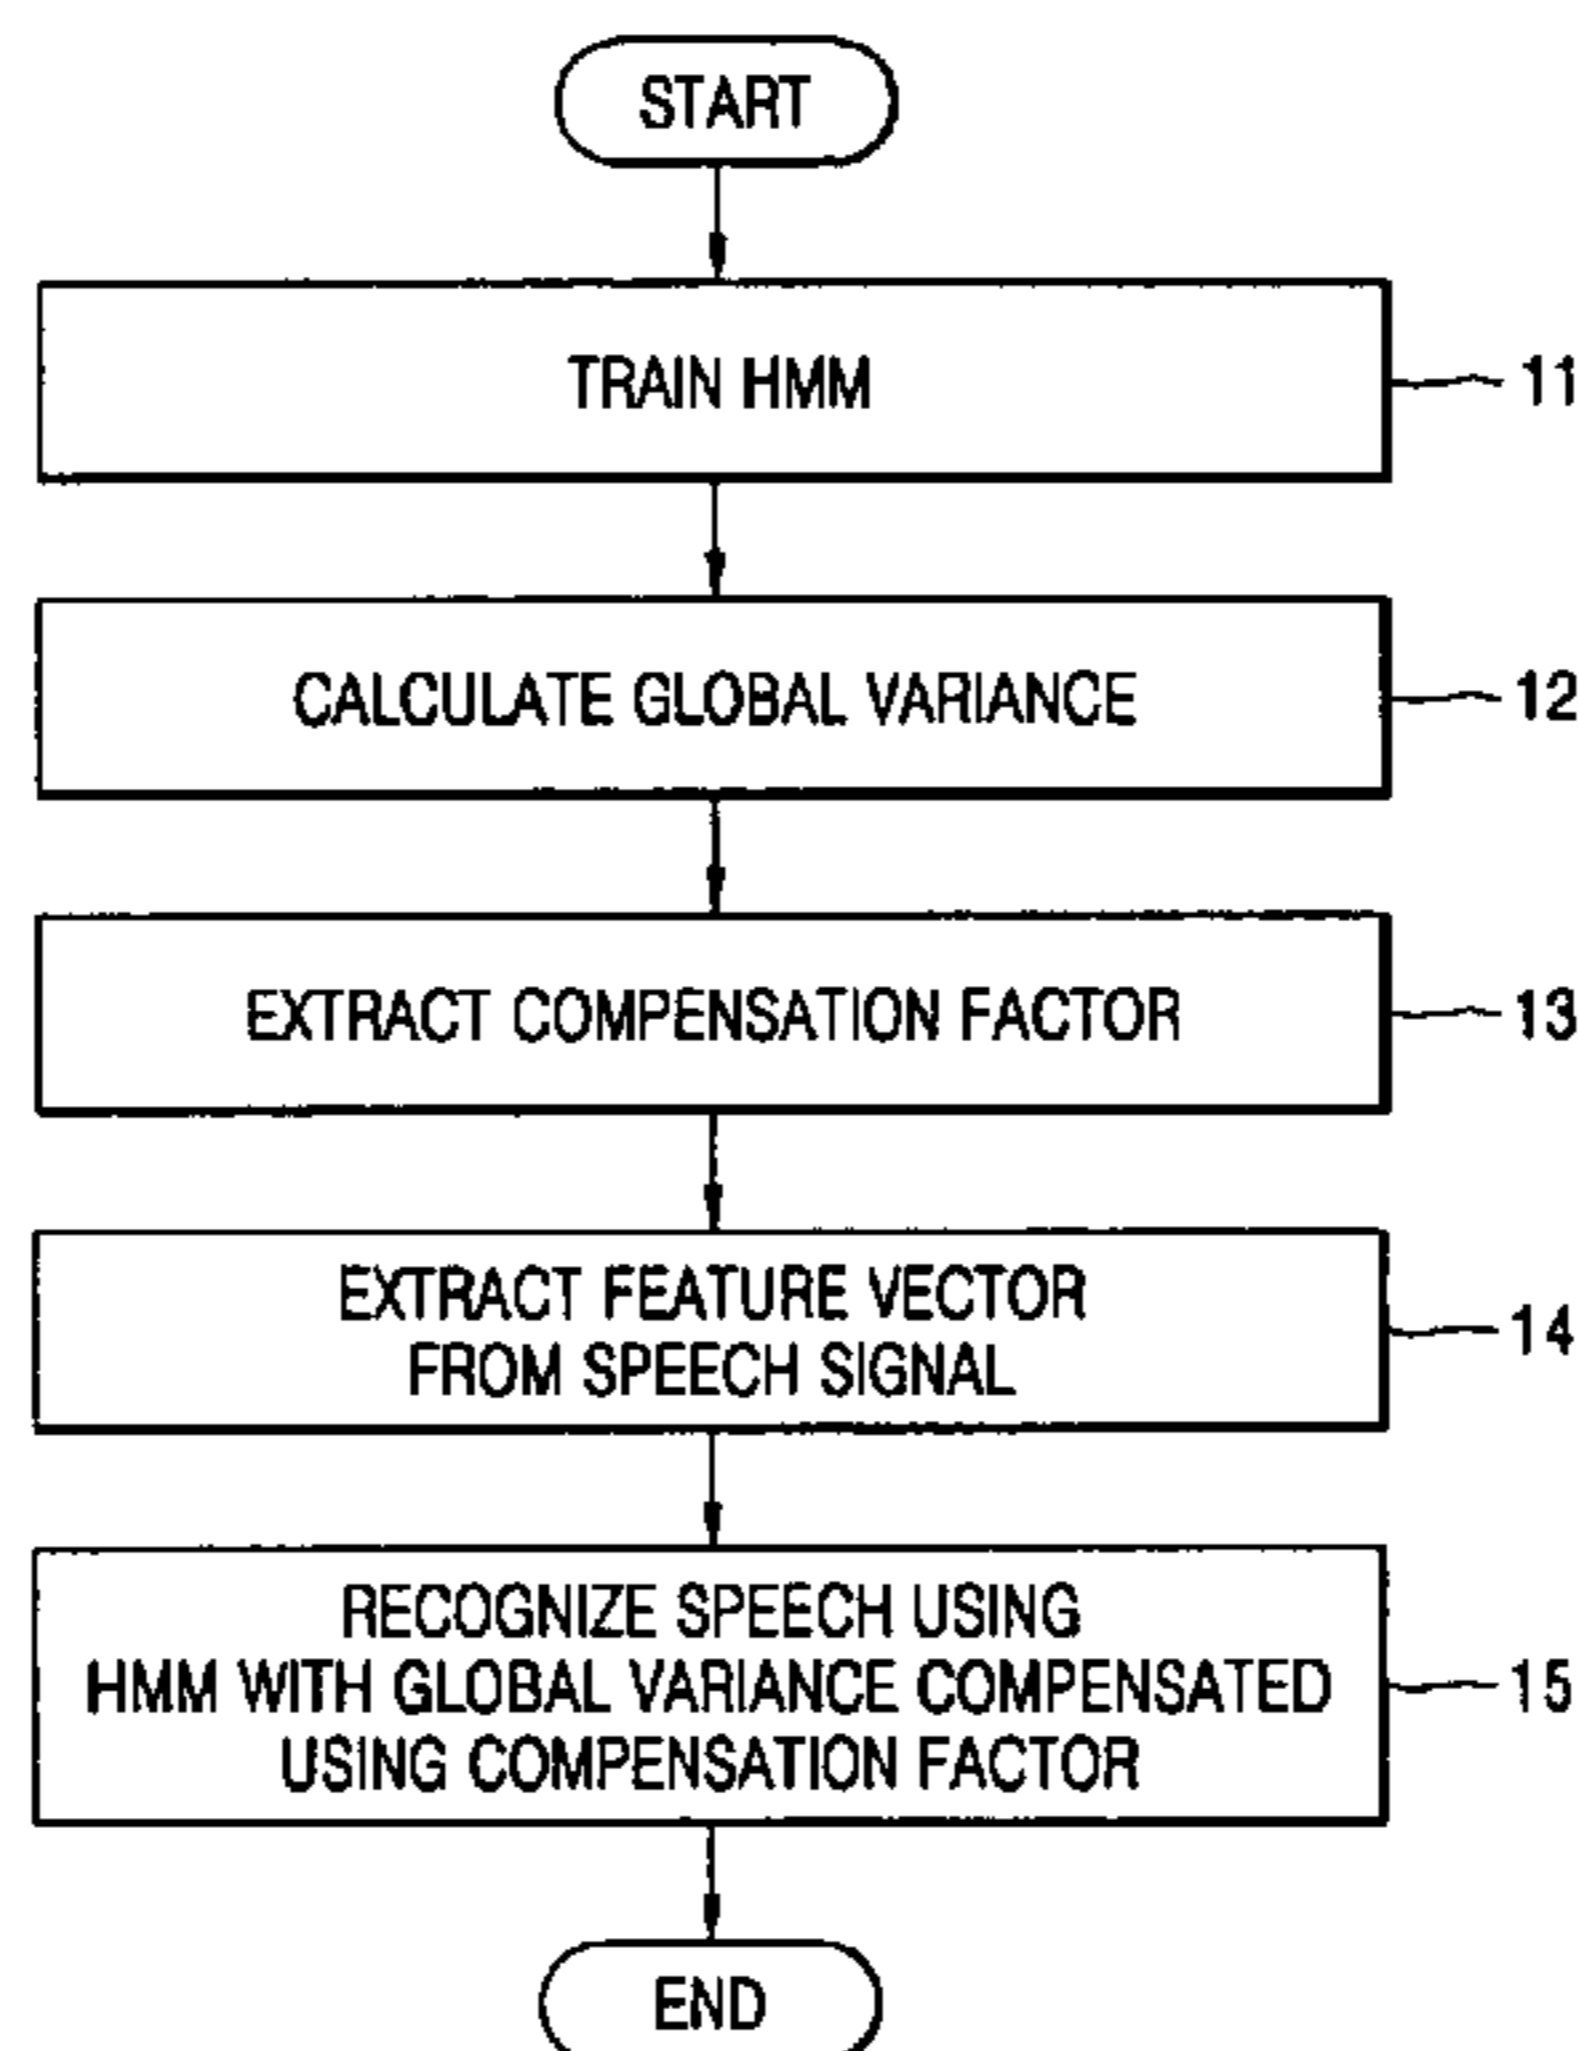 START
TRAIN HMM
11
CALCULATE GLOBAL VARIANCE
12
EXTRACT COMPENSATION FACTOR
13
EXTRACT FEATURE VECTOR
FROM SPEECH SIGNAL
14
RECOGNIZE SPEECH USING
HMM WITH GLOBAL VARIANCE COMPENSATED
USING COMPENSATION FACTOR
15
END